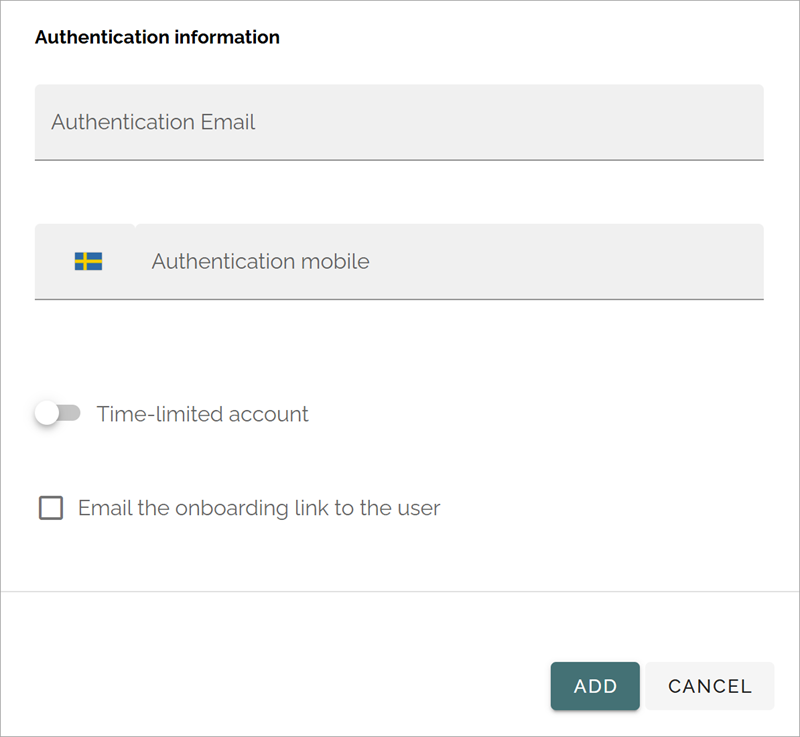 Authentication information
Authentication Email
Authentication mobile
Time-limited account
Email the onboarding link to the user
ADD
CANCEL